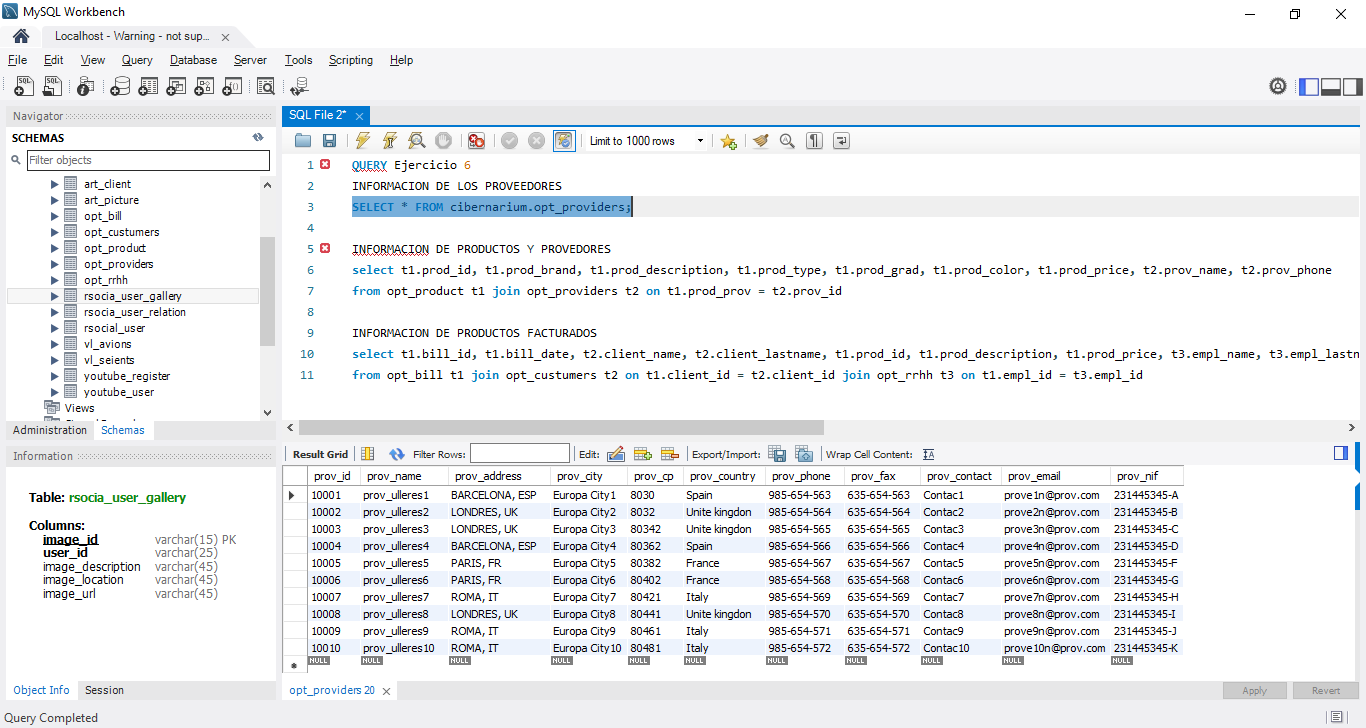 MySQL Workbench
Localhost - Warning - not sup...
File Edit View Query Database Server Tools Scripting Help
Navigator
SCHEMAS
Filter objects
art_client
art_picture
opt_bill
opt_custumers
opt_product
opt_providers
opt_rrhh
rsocia_user_gallery
rsocia_user_relation
rsocial_user
vl_avions
vl_seients
youtube_register
youtube_user
Views
Administration Schemas
Information
Table: rsocia_user_gallery
Columns:
image_id varchar(15) PK
user_id varchar(25)
image_description varchar(45)
image_location varchar(45)
image_url varchar(45)
Object Info Session
Query Completed
SQL File 2*
Limit to 1000 rows
1 QUERY Ejercicio 6
2 INFORMACION DE LOS PROVEEDORES
3 SELECT * FROM cibernarium.opt_providers;
4
5 INFORMACION DE PRODUCTOS Y PROVEDORES
6 select t1.prod_id, t1.prod_brand, t1.prod_description, t1.prod_type, t1.prod_grad, t1.prod_color, t1.prod_price, t2.prov_name, t2.prov_phone
7 from opt_product t1 join opt_providers t2 on t1.prod_prov = t2.prov_id
8
9 INFORMACION DE PRODUCTOS FACTURADOS
10 select t1.bill_id, t1.bill_date, t2.client_name, t2.client_lastname, t1.prod_id, t1.prod_description, t1.prod_price, t3.empl_name, t3.empl_lastn
11 from opt_bill t1 join opt_custumers t2 on t1.client_id = t2.client_id join opt_rrhh t3 on t1.empl_id = t3.empl_id
Result Grid Filter Rows: Edit: Export/Import: Wrap Cell Content:
prov_id prov_name prov_address prov_city prov_cp prov_country prov_phone prov_fax prov_contact prov_email prov_nif
10001 prov_ulleres1 BARCELONA, ESP Europa City1 8030 Spain 985-654-563 635-654-563 Contac1 prove1n@prov.com 231445345-A
10002 prov_ulleres2 LONDRES, UK Europa City2 8032 Unite kingdon 985-654-564 635-654-564 Contac2 prove2n@prov.com 231445345-B
10003 prov_ulleres3 LONDRES, UK Europa City3 80342 Unite kingdon 985-654-565 635-654-565 Contac3 prove3n@prov.com 231445345-C
10004 prov_ulleres4 BARCELONA, ESP Europa City4 80362 Spain 985-654-566 635-654-566 Contac4 prove4n@prov.com 231445345-D
10005 prov_ulleres5 PARIS, FR Europa City5 80382 France 985-654-567 635-654-567 Contac5 prove5n@prov.com 231445345-F
10006 prov_ulleres6 PARIS, FR Europa City6 80402 France 985-654-568 635-654-568 Contac6 prove6n@prov.com 231445345-G
10007 prov_ulleres7 ROMA, IT Europa City7 80421 Italy 985-654-569 635-654-569 Contac7 prove7n@prov.com 231445345-H
10008 prov_ulleres8 LONDRES, UK Europa City8 80441 Unite kingdon 985-654-570 635-654-570 Contac8 prove8n@prov.com 231445345-I
10009 prov_ulleres9 ROMA, IT Europa City9 80461 Italy 985-654-571 635-654-571 Contac9 prove9n@prov.com 231445345-J
10010 prov_ulleres10 ROMA, IT Europa City10 80481 Italy 985-654-572 635-654-572 Contac10 prove10n@prov.com 231445345-K
NULL NULL NULL NULL NULL NULL NULL NULL NULL NULL NULL
opt_providers 20
Apply Revert